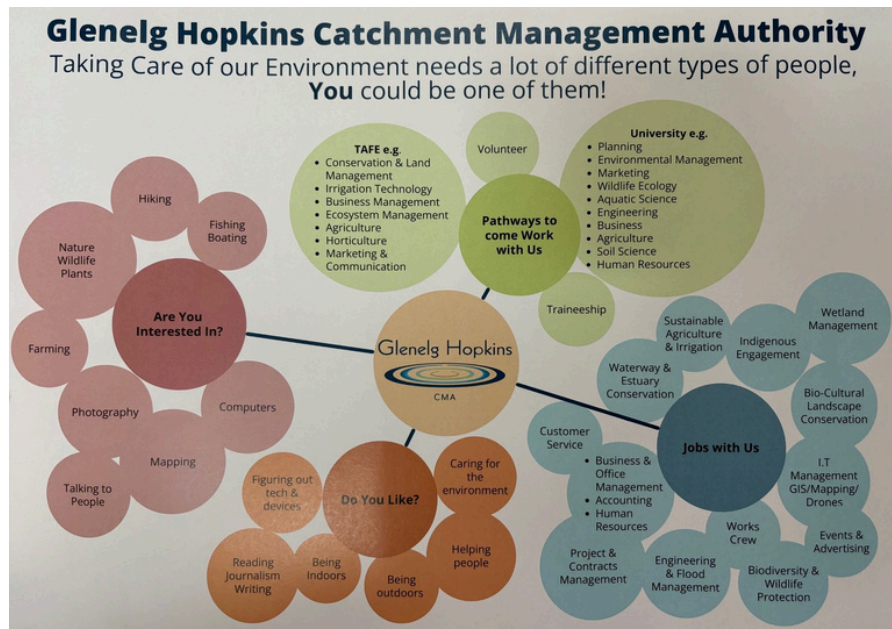 Glenelg Hopkins Catchment Management Authority
Taking Care of our Environment needs a lot of different types of people,
You could be one of them!
TAFE e.g.
• Conservation & Land
Management
• Irrigation Technology
• Business Management
• Ecosystem Management
• Agriculture
• Horticulture
• Marketing &
Communication
Volunteer
University e.g.
• Planning
• Environmental Management
• Marketing
• Wildlife Ecology
• Aquatic Science
• Engineering
• Business
• Agriculture
• Soil Science
• Human Resources
Pathways to
come Work
with Us
Traineeship
Hiking
Fishing
Boating
Nature
Wildlife
Plants
Are You
Interested In?
Farming
Photography
Computers
Mapping
Talking to
People
Glenelg Hopkins
CMA
Sustainable
Agriculture
& Irrigation
Indigenous
Engagement
Wetland
Management
Waterway &
Estuary
Conservation
Bio-Cultural
Landscape
Conservation
Jobs with Us
Customer
Service
• Business &
Office
Management
• Accounting
• Human
Resources
I.T
Management
GIS/Mapping/
Drones
Works
Crew
Events &
Advertising
Project &
Contracts
Management
Engineering
& Flood
Management
Biodiversity &
Wildlife
Protection
Do You Like?
Figuring out
tech &
devices
Caring for
the
environment
Reading
Journalism
Writing
Being
Indoors
Being
outdoors
Helping
people